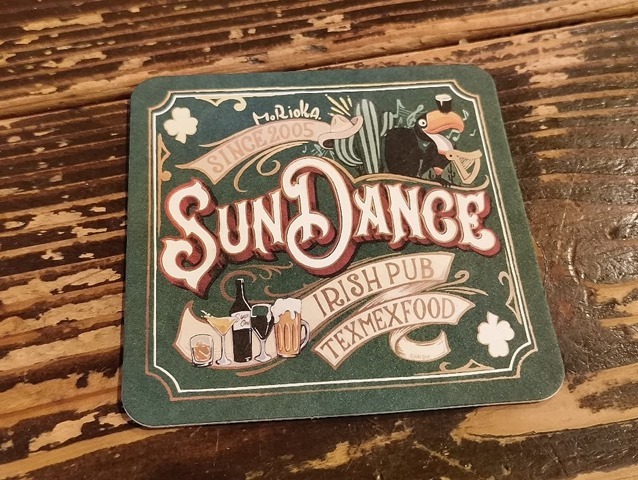 MoRioKa
SINCE 2005
SUNDANCE
IRISH PUB
TEXMEXFOOD